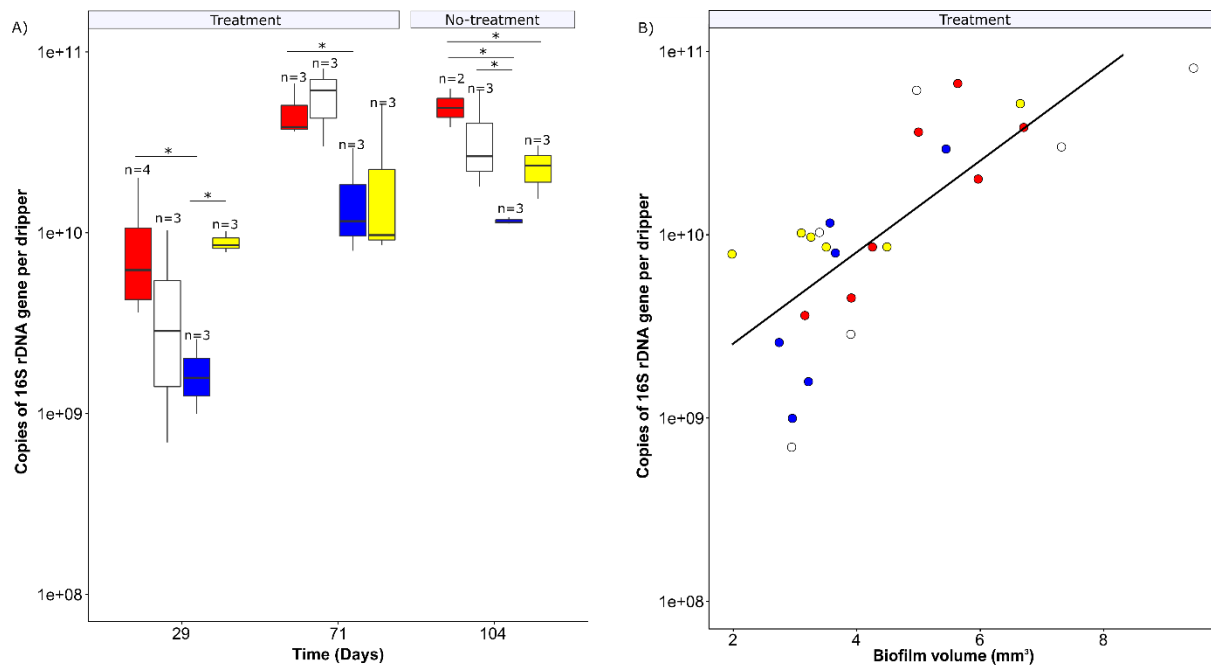 A)
Treatment
No-treatment
Copies of 16S rDNA gene per dripper
1e+11
1e+10
1e+09
1e+08
n=4
n=3
n=3
n=3
*
*
n=3
n=3
n=3
n=3
*
n=2
n=3
n=3
n=3
*
*
*
29
71
104
Time (Days)
B)
Treatment
Copies of 16S rDNA gene per dripper
1e+11
1e+10
1e+09
1e+08
2
4
6
8
Biofilm volume (mm³)